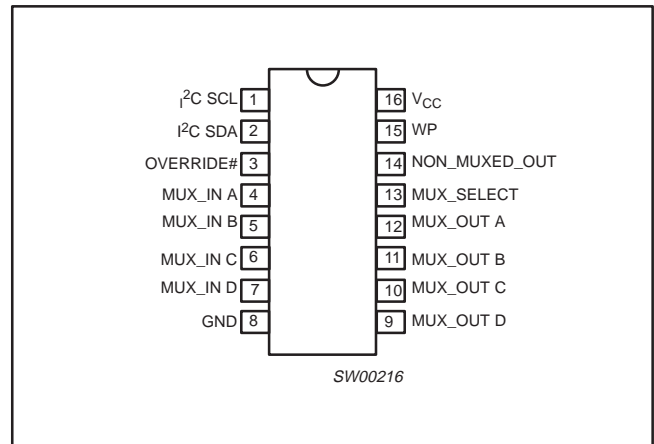 I²C SCL 1 16 VCC
I²C SDA 2 15 WP
OVERRIDE# 3 14 NON_MUXED_OUT
MUX_IN A 4 13 MUX_SELECT
MUX_IN B 5 12 MUX_OUT A
MUX_IN C 6 11 MUX_OUT B
MUX_IN D 7 10 MUX_OUT C
GND 8 9 MUX_OUT D
SW00216